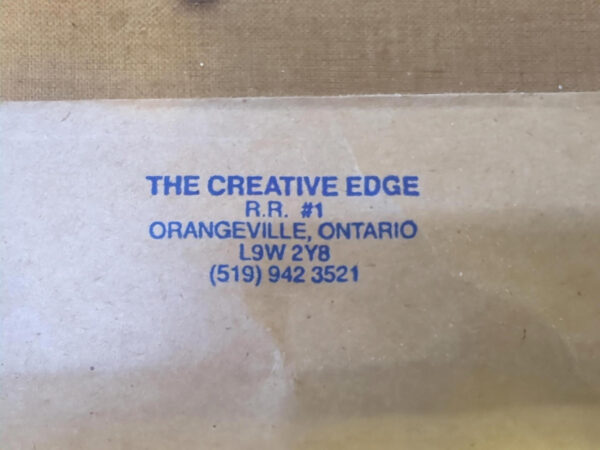 THE CREATIVE EDGE
R.R. #1
ORANGEVILLE, ONTARIO
L9W 2Y8
(519) 942 3521